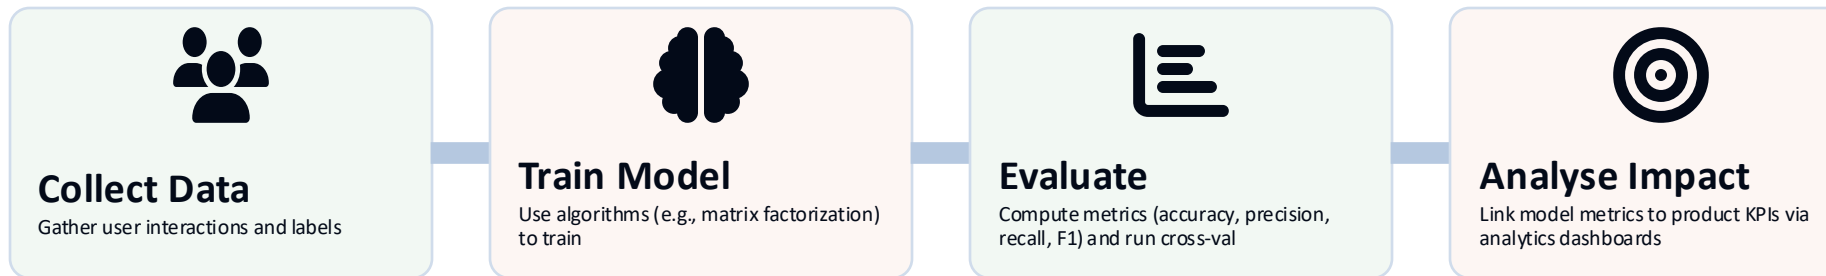 Collect Data
Gather user interactions and labels
Train Model
Use algorithms (e.g., matrix factorization)
to train
Evaluate
Compute metrics (accuracy, precision,
recall, F1) and run cross-val
Analyse Impact
Link model metrics to product KPIs via
analytics dashboards